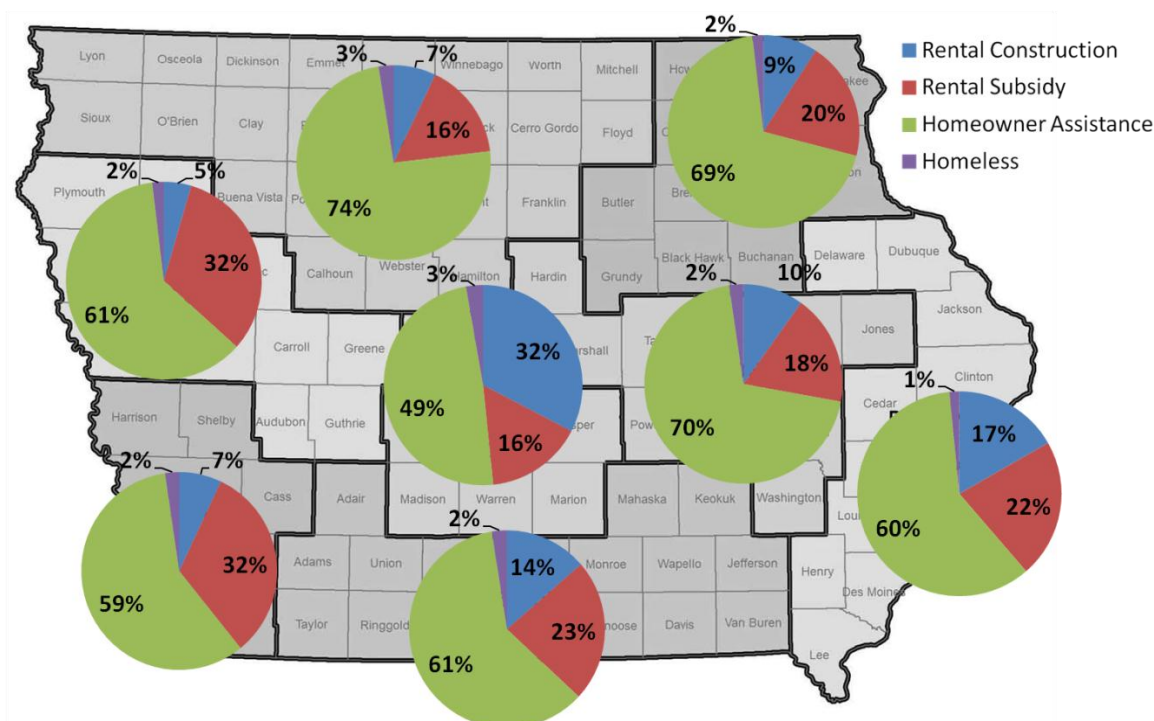 2%
3%
7%
Rental Construction
Rental Subsidy
Homeowner Assistance
Homeless
Lyon
Osceola
Dickinson
Emmet
Winnebago
Worth
Mitchell
9%
20%
69%
Sioux
O'Brien
Clay
16%
Cerro Gordo
Floyd
74%
2%
5%
Plymouth
Buena Vista
Franklin
Butler
32%
61%
Calhoun
Webster
Hamilton
Hardin
Grundy
Black Hawk
Buchanan
Delaware
Dubuque
3%
2%
10%
Jackson
Jones
Carroll
Greene
32%
18%
Clinton
49%
16%
70%
1%
Cedar
Harrison
Shelby
Audubon
Guthrie
17%
22%
60%
2%
7%
Cass
Adair
Madison
Warren
Marion
Mahaska
Keokuk
Washington
2%
32%
59%
Adams
Union
14%
Monroe
Wapello
Jefferson
Henry
Des Moines
Taylor
Ringgold
23%
Davis
Van Buren
61%
Lee